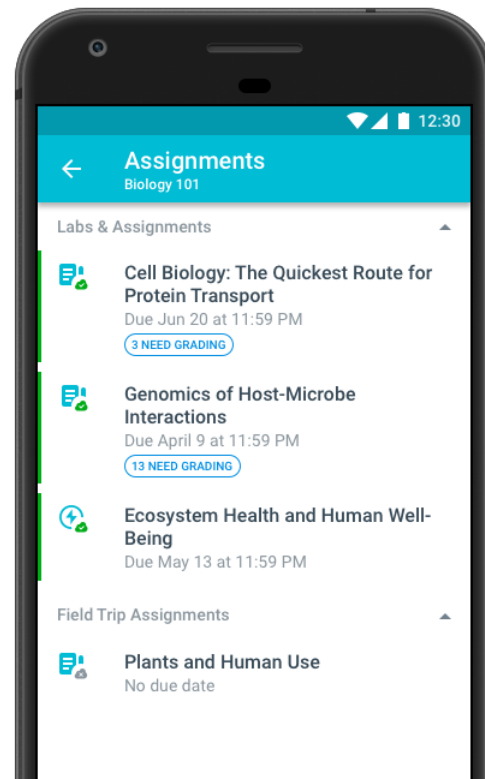 12:30
Assignments
Biology 101
Labs & Assignments
Cell Biology: The Quickest Route for
Protein Transport
Due Jun 20 at 11:59 PM
3 NEED GRADING
Genomics of Host-Microbe
Interactions
Due April 9 at 11:59 PM
13 NEED GRADING
Ecosystem Health and Human Well-
Being
Due May 13 at 11:59 PM
Field Trip Assignments
Plants and Human Use
No due date